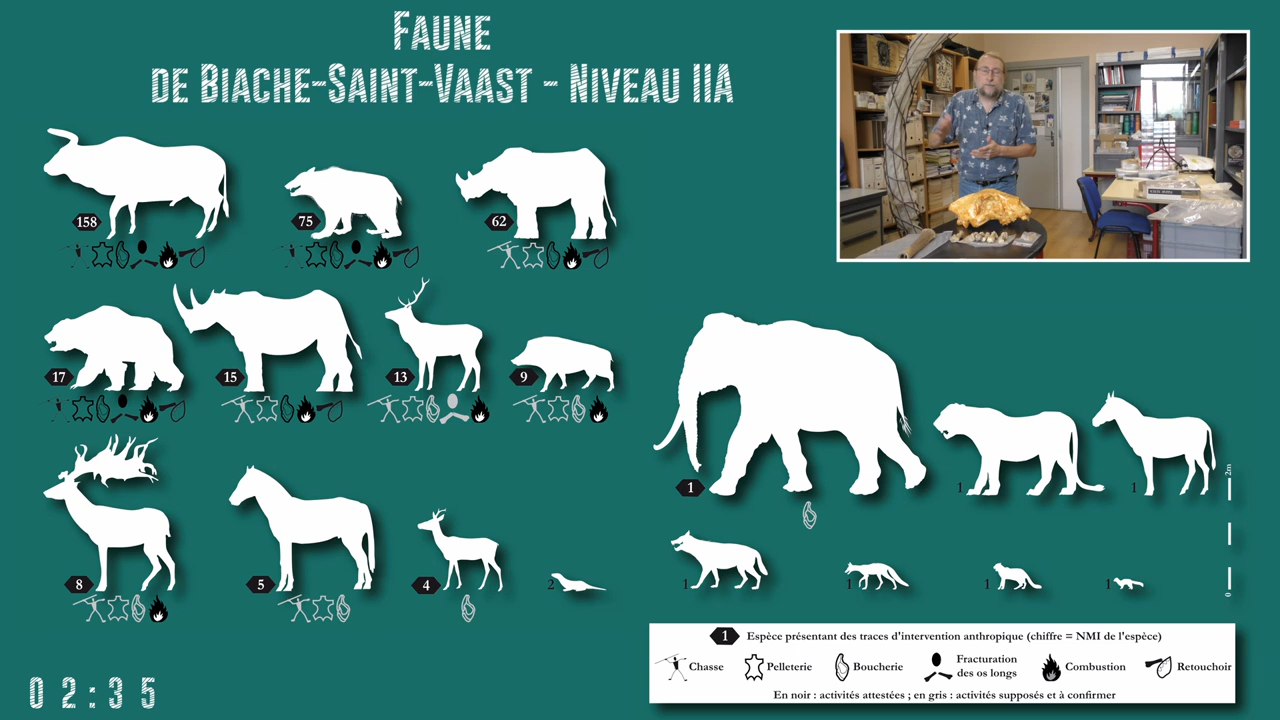 Faune
de Biache-Saint-Vaast - Niveau IIA
158
75
62
17
15
13
9
8
5
4
2
1
1
1
1
1
1
1
2m
0
1 Espèce présentant des traces d'intervention anthropique (chiffre = NMI de l'espèce)
Chasse
Pelleterie
Boucherie
Fracturation
des os longs
Combustion
Retouchoir
En noir : activités attestées ; en gris : activités supposés et à confirmer
02:35